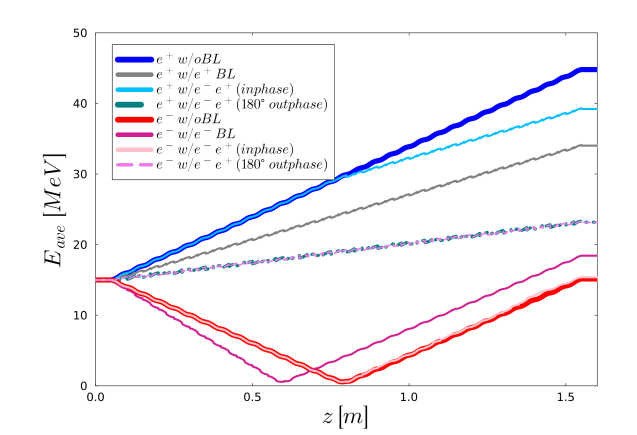 50
40
30
20
10
0
E_ave [MeV]
e⁺ w/oBL
e⁺ w/e⁺ BL
e⁺ w/e⁻ e⁺ (inphase)
e⁺ w/e⁻ e⁺ (180° outphase)
e⁻ w/oBL
e⁻ w/e⁻ BL
e⁻ w/e⁻ e⁺ (inphase)
e⁻ w/e⁻ e⁺ (180° outphase)
0.0 0.5 1.0 1.5
z [m]